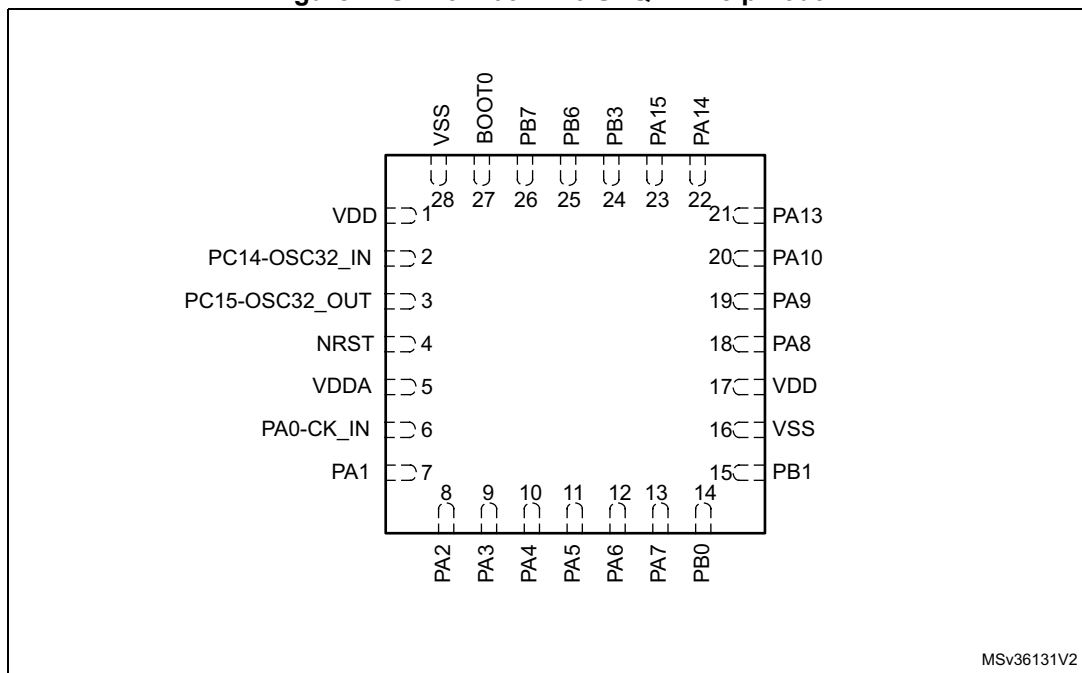 VSS
BOOT0
PB7
PB6
PB3
PA15
PA14
28
27
26
25
24
23
22
VDD 1
PC14-OSC32_IN 2
PC15-OSC32_OUT 3
NRST 4
VDDA 5
PA0-CK_IN 6
PA1 7
21 PA13
20 PA10
19 PA9
18 PA8
17 VDD
16 VSS
15 PB1
8
9
10
11
12
13
14
PA2
PA3
PA4
PA5
PA6
PA7
PB0
MSv36131V2